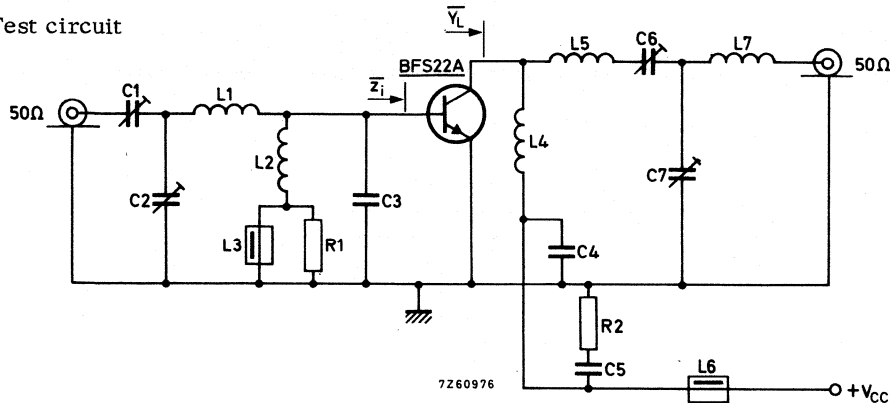 Test circuit
Y̅L̅
C6
L5
L7
BFS22A
50Ω
C1
L1
z̅i̅
50Ω
L2
L4
C2
C3
C7
L3
R1
C4
R2
C5
L6
7Z60976
+VCC